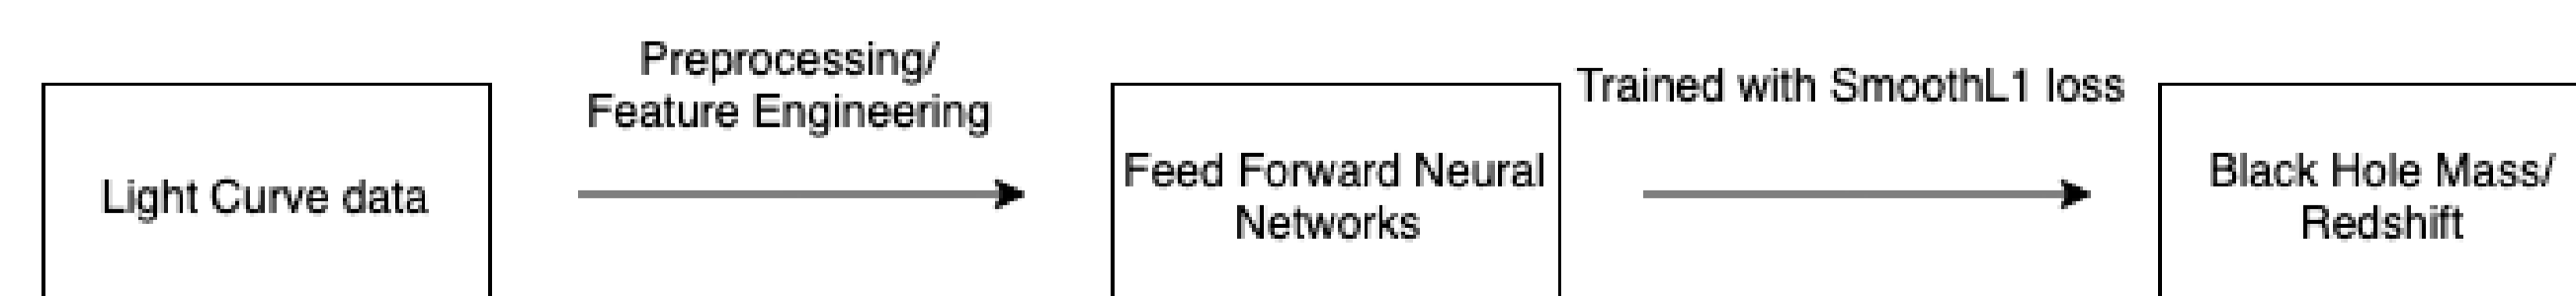 Light Curve data
Preprocessing/
Feature Engineering
Feed Forward Neural
Networks
Trained with SmoothL1 loss
Black Hole Mass/
Redshift